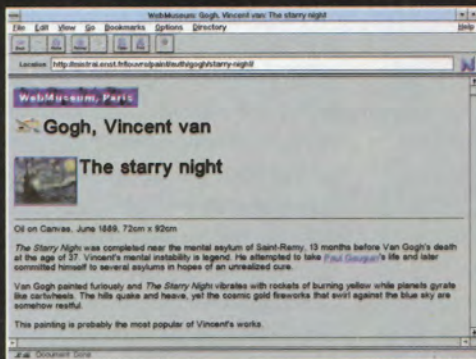 WebMuseum: Gogh, Vincent van: The starry night
File Edit View Go Bookmarks Options Directory Help
Location http://mistral.enst.fr/louvre/paint/auth/gogh/starry-night/
WebMuseum, Paris
Gogh, Vincent van
The starry night
Oil on Canvas, June 1889, 72cm x 92cm
The Starry Night was completed near the mental asylum of Saint-Remy, 13 months before Van Gogh's death
at the age of 37. Vincent's mental instability is legend. He attempted to take Paul Gauguin's life and later
committed himself to several asylums in hopes of an unrealized cure.
Van Gogh painted furiously and The Starry Night vibrates with rockets of burning yellow while planets gyrate
like cartwheels. The hills quake and heave, yet the cosmic gold fireworks that swirl against the blue sky are
somehow restful.
This painting is probably the most popular of Vincent's works.
Document Done